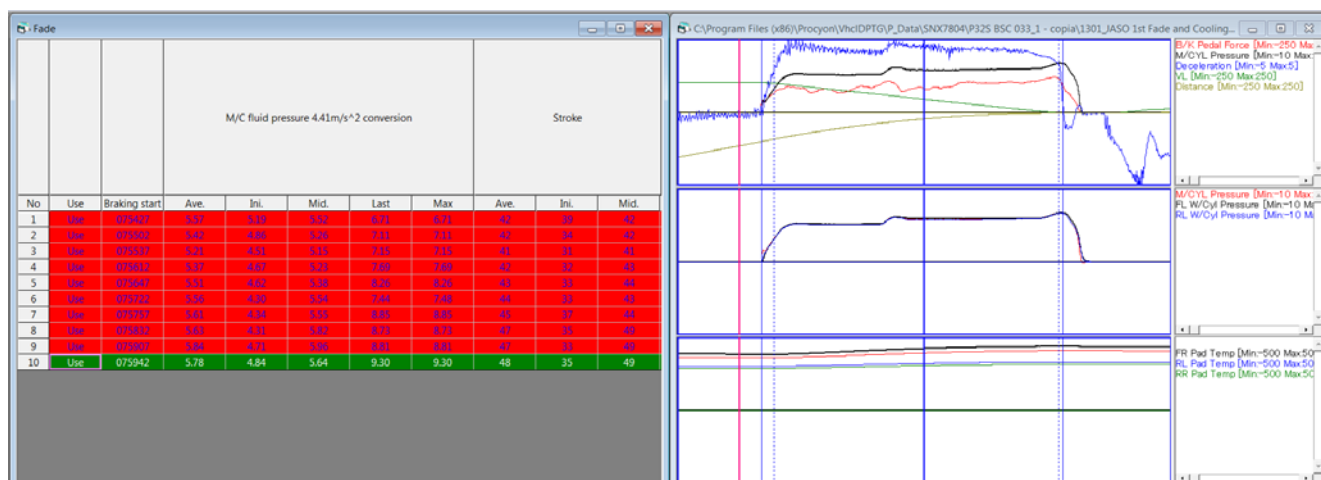 Fade
M/C fluid pressure 4.41m/s^2 conversion Stroke
No Use Braking start Ave. Ini. Mid. Last Max Ave. Ini. Mid.
1 Use 075427 5.57 5.19 5.52 6.71 6.71 42 39 42
2 Use 075502 5.42 4.86 5.26 7.11 7.11 42 34 42
3 Use 075537 5.21 4.51 5.15 7.15 7.15 41 31 41
4 Use 075612 5.37 4.67 5.23 7.69 7.69 42 32 43
5 Use 075647 5.51 4.62 5.38 8.26 8.26 43 33 44
6 Use 075722 5.56 4.30 5.54 7.44 7.48 44 33 43
7 Use 075757 5.61 5.55 8.85 8.85 45 37 44
8 Use 075832 5.63 4.31 5.82 8.73 8.73 47 35 49
9 Use 075907 5.84 4.71 5.96 8.81 8.81 47 33 49
10 Use 075942 5.78 4.84 5.64 9.30 9.30 48 35 49
C:\Program Files (x86)\Procyon\VhclDPTG\P_Data\SNX7804\P32S BSC 033_1 - copia\1301_JASO 1st Fade and Cooling...
B/K Pedal Force [Min:-250 Ma
M/CYL Pressure [Min:-10 Max:
Deceleration [Min:-5 Max:5]
VL [Min:-250 Max:250]
Distance [Min:-250 Max:250]
M/CYL Pressure [Min:-10 Max
FL W/Cyl Pressure [Min:-10 M
RL W/Cyl Pressure [Min:-10 M
FR Pad Temp [Min:-500 Max:50
RL Pad Temp [Min:-500 Max:50
RR Pad Temp [Min:-500 Max:50